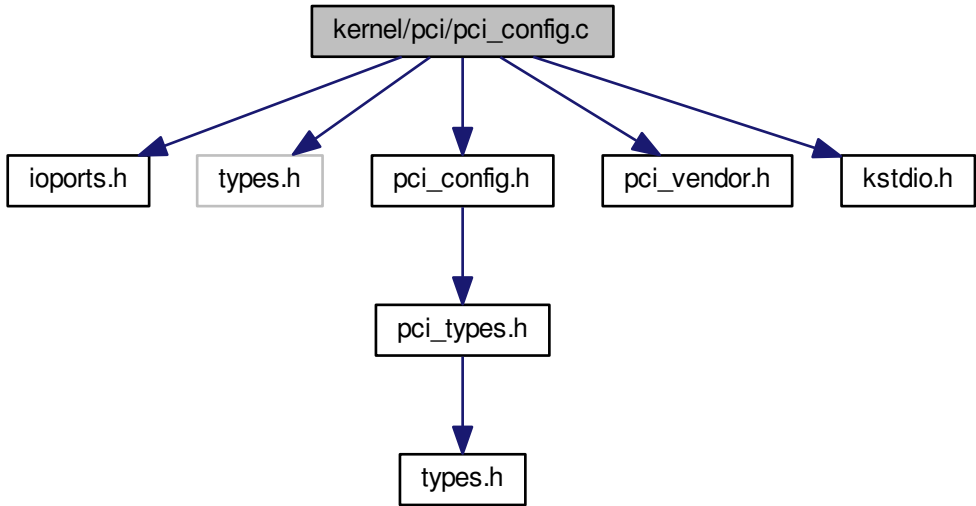 kernel/pci/pci_config.c
ioports.h
types.h
pci_config.h
pci_vendor.h
kstdio.h
pci_types.h
types.h